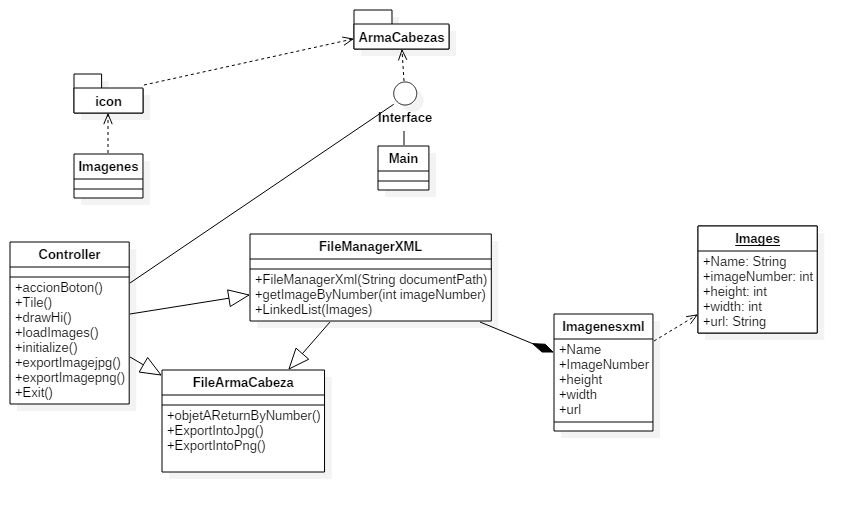 ArmaCabezas
icon
Interface
Imagenes
Main
Controller
+accionBoton()
+Tile()
+drawHi()
+loadImages()
+initialize()
+exportImagejpg()
+exportImagepng()
+Exit()
FileManagerXML
+FileManagerXml(String documentPath)
+getImageByNumber(int imageNumber)
+LinkedList(Images)
Images
+Name: String
+imageNumber: int
+height: int
+width: int
+url: String
Imagenesxml
+Name
+ImageNumber
+height
+width
+url
FileArmaCabeza
+objetAReturnByNumber()
+ExportIntoJpg()
+ExportIntoPng()